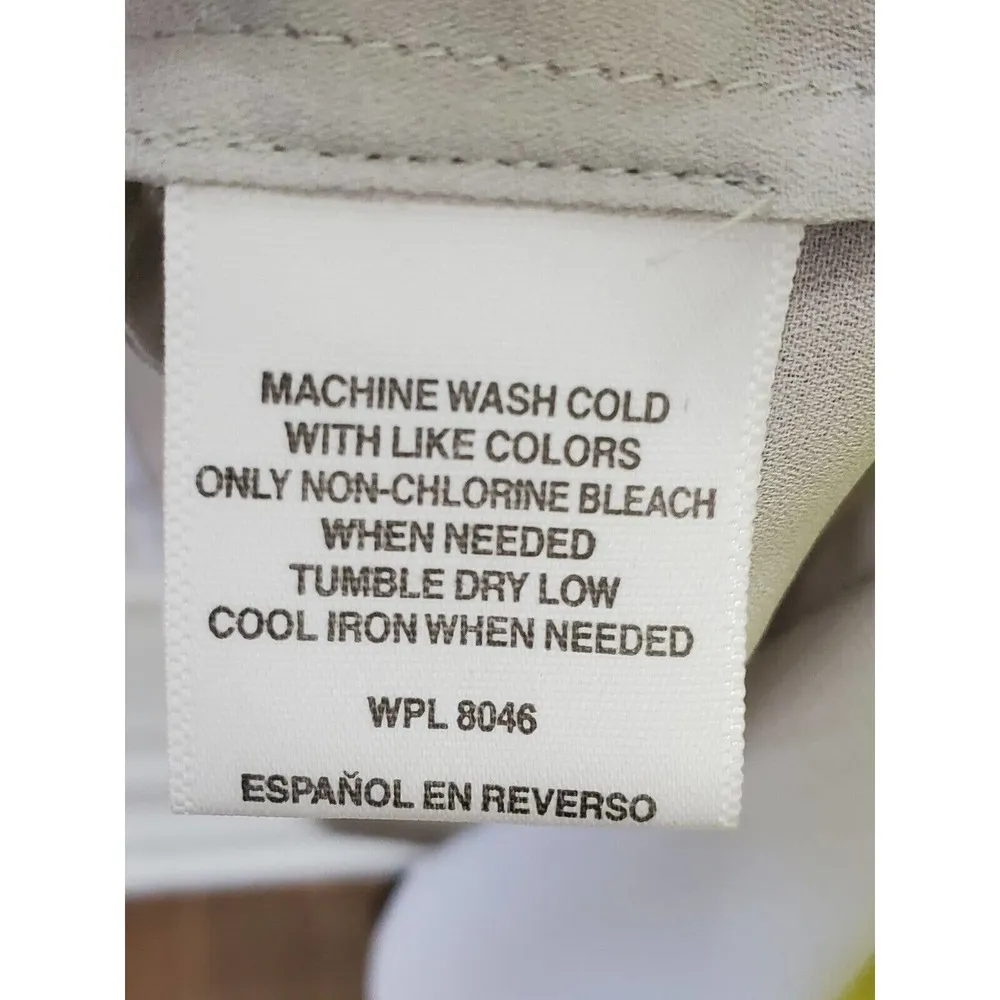 MACHINE WASH COLD
WITH LIKE COLORS
ONLY NON-CHLORINE BLEACH
WHEN NEEDED
TUMBLE DRY LOW
COOL IRON WHEN NEEDED
WPL 8046
ESPAÑOL EN REVERSO